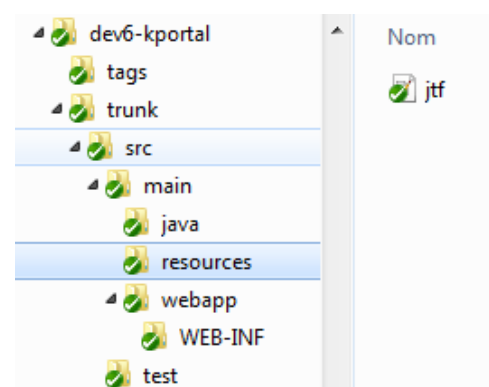 dev6-kportal
tags
trunk
src
main
java
resources
webapp
WEB-INF
test
Nom
jtf